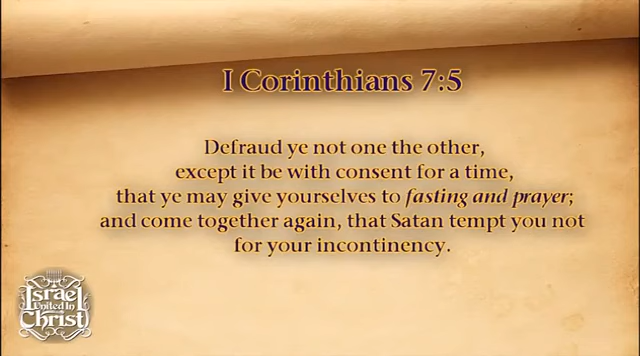 I Corinthians 7:5
Defraud ye not one the other,
except it be with consent for a time,
that ye may give yourselves to fasting and prayer;
and come together again, that Satan tempt you not
for your incontinency.
Israel
United In
Christ